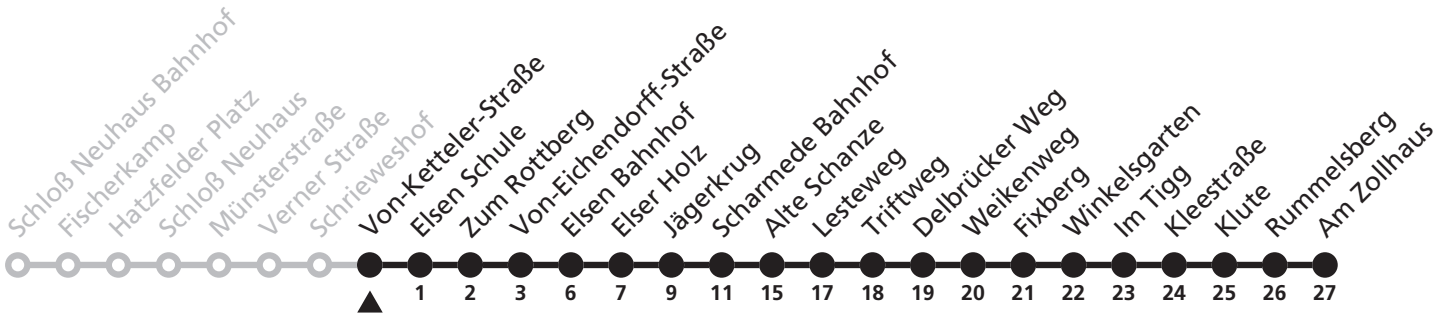 Schloß Neuhaus Bahnhof
Fischerkamp
Hatzfelder Platz
Schloß Neuhaus
Münsterstraße
Verner Straße
Schrieweshof
Von-Ketteler-Straße
Elsen Schule
Zum Rottberg
Von-Eichendorff-Straße
Elsen Bahnhof
Elser Holz
Jägerkrug
Scharmede Bahnhof
Alte Schanze
Lesteweg
Triftweg
Delbrücker Weg
Weikenweg
Fixberg
Winkelsgarten
Im Tigg
Kleestraße
Klute
Rummelsberg
Am Zollhaus
1 2 3 6 7 9 11 15 17 18 19 20 21 22 23 24 25 26 27